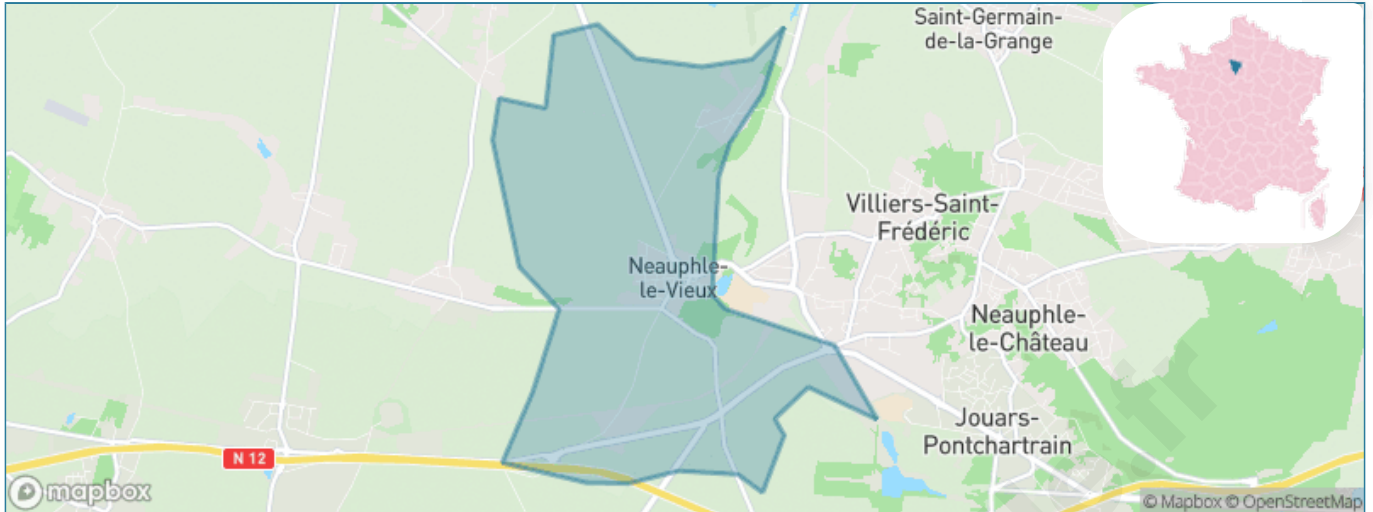 Saint-Germain-
de-la-Grange
Villiers-Saint-
Frédéric
Neauphle-
le-Vieux
Neauphle-
le-Château
Jouars-
Pontchartrain
N 12
mapbox
© Mapbox © OpenStreetMap